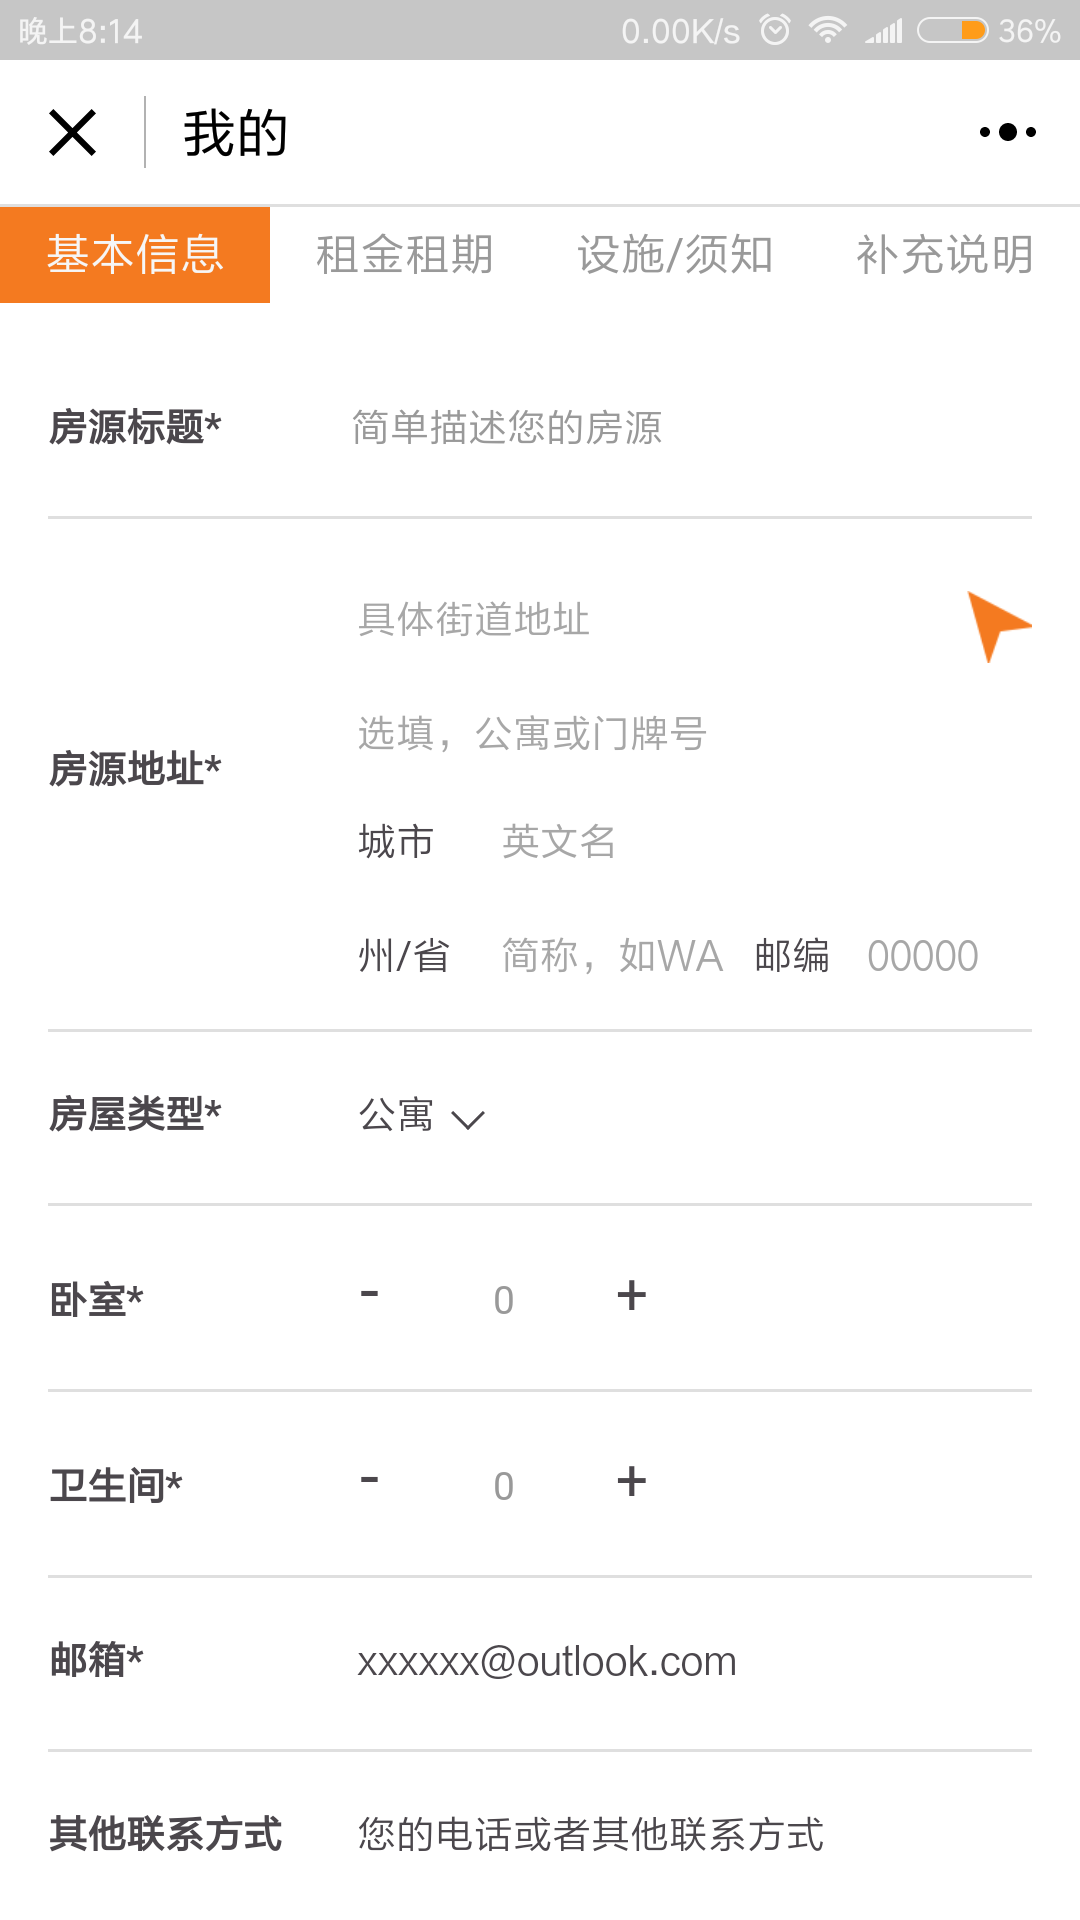 晚上8:14 0.00K/s 36%
我的
基本信息 租金租期 设施/须知 补充说明
房源标题* 简单描述您的房源
具体街道地址
选填，公寓或门牌号
房源地址*
城市 英文名
州/省 简称，如WA 邮编 00000
房屋类型* 公寓
卧室* - 0 +
卫生间* - 0 +
邮箱* xxxxxx@outlook.com
其他联系方式 您的电话或者其他联系方式